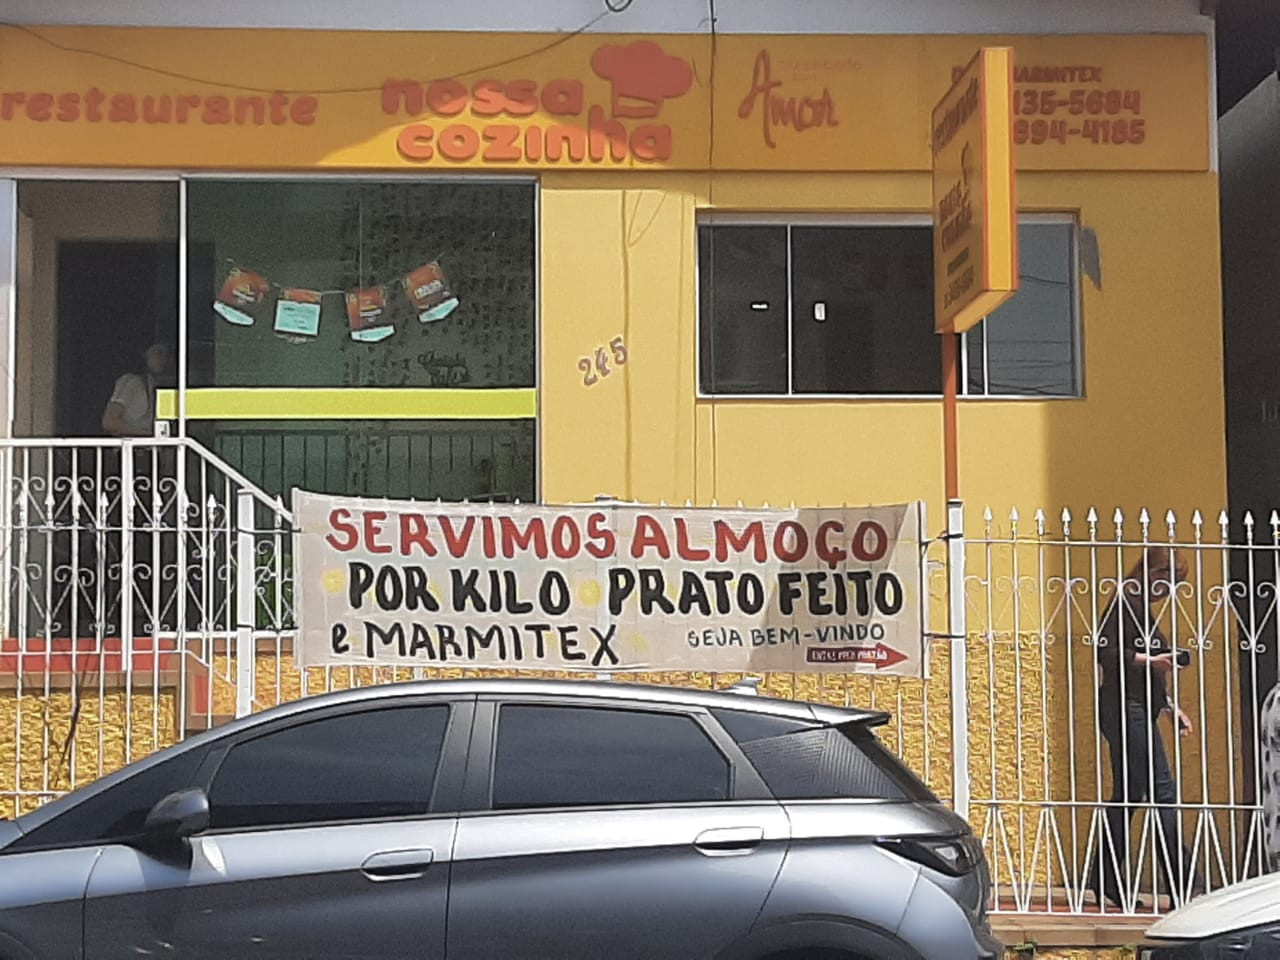 restaurante
nossa
cozinha
Amor
MARMITEX
135-5684
894-4185
restaurante
245
SERVIMOS ALMOÇO
POR KILO PRATO FEITO
e MARMITEX
SEJA BEM-VINDO